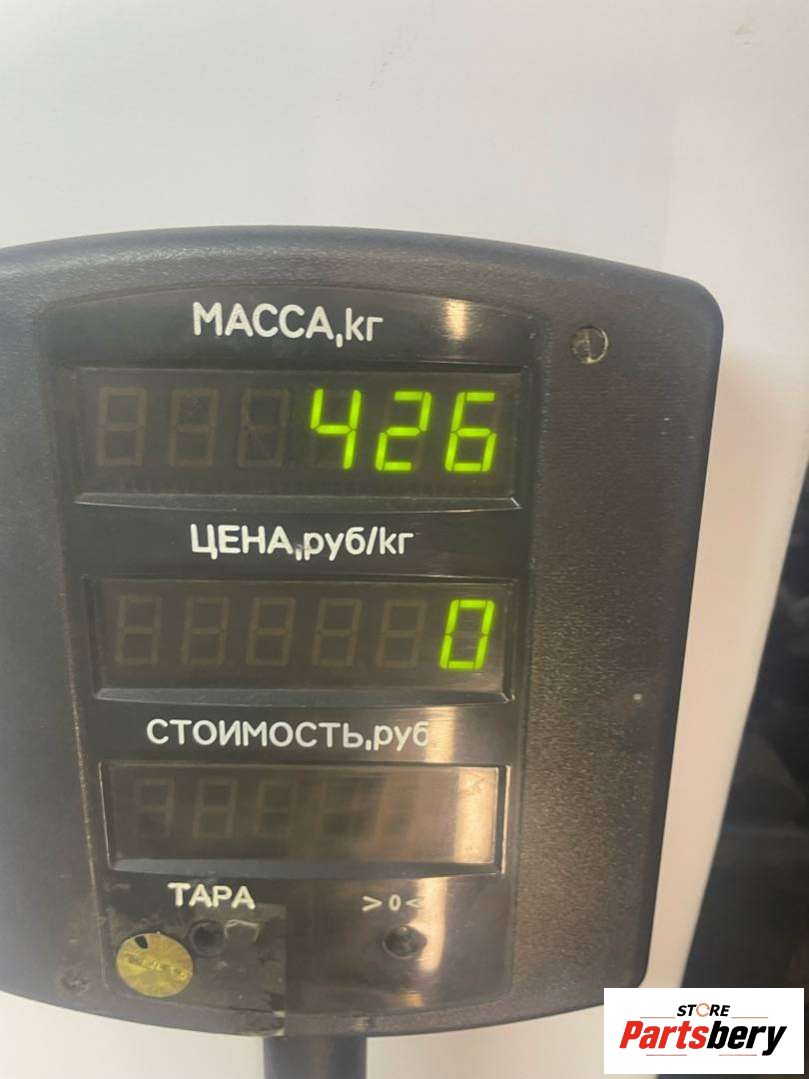 МАССА,кг
426
ЦЕНА,руб/кг
0
СТОИМОСТЬ,руб
ТАРА
>0<
STORE
Partsbery